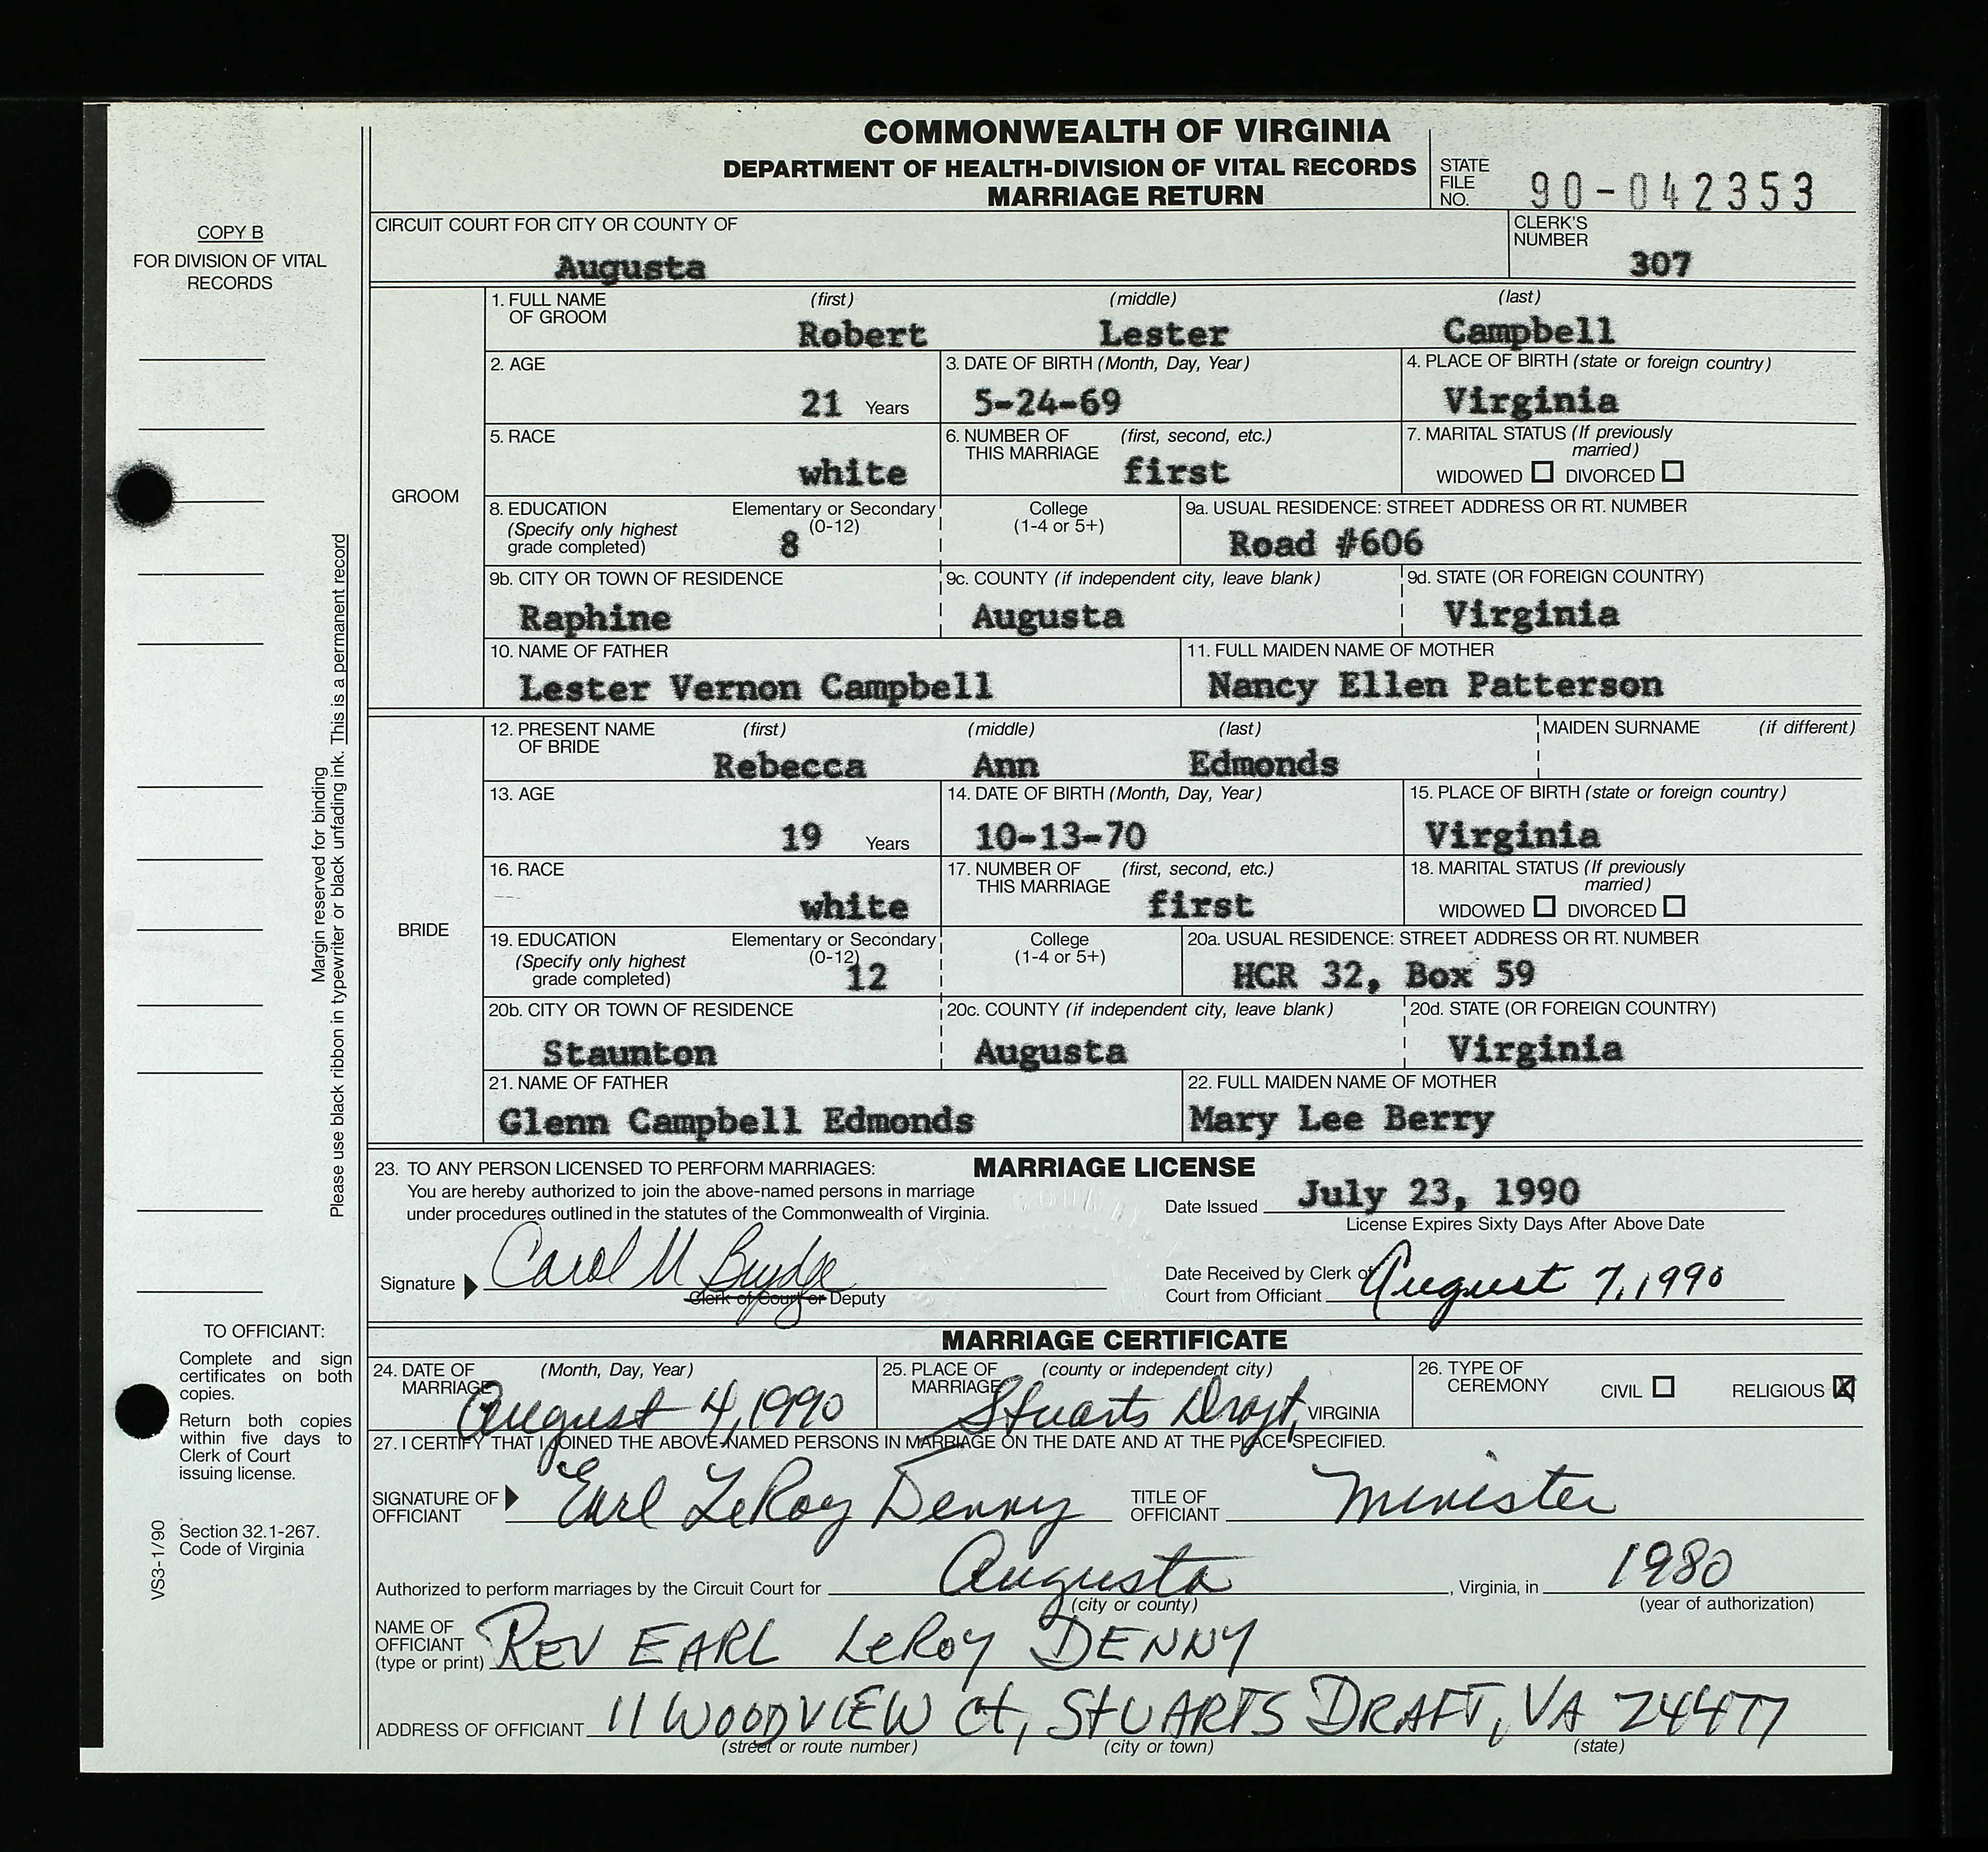 COMMONWEALTH OF VIRGINIA
DEPARTMENT OF HEALTH-DIVISION OF VITAL RECORDS
MARRIAGE RETURN
STATE FILE NO. 90-042353
COPY B
FOR DIVISION OF VITAL
RECORDS
CIRCUIT COURT FOR CITY OR COUNTY OF
Augusta
CLERK'S
NUMBER
307
GROOM
1. FULL NAME OF GROOM (first) (middle) (last)
Robert Lester Campbell
2. AGE
21 Years
3. DATE OF BIRTH (Month, Day, Year)
5-24-69
4. PLACE OF BIRTH (state or foreign country)
Virginia
5. RACE
white
6. NUMBER OF THIS MARRIAGE (first, second, etc.)
first
7. MARITAL STATUS (If previously married)
WIDOWED ☐ DIVORCED ☐
8. EDUCATION (Specify only highest grade completed)
Elementary or Secondary (0-12)
8
College (1-4 or 5+)
9a. USUAL RESIDENCE: STREET ADDRESS OR RT. NUMBER
Road #606
9b. CITY OR TOWN OF RESIDENCE
Raphine
9c. COUNTY (if independent city, leave blank)
Augusta
9d. STATE (OR FOREIGN COUNTRY)
Virginia
10. NAME OF FATHER
Lester Vernon Campbell
11. FULL MAIDEN NAME OF MOTHER
Nancy Ellen Patterson
BRIDE
12. PRESENT NAME OF BRIDE (first) (middle) (last)
Rebecca Ann Edmonds
MAIDEN SURNAME (if different)
13. AGE
19 Years
14. DATE OF BIRTH (Month, Day, Year)
10-13-70
15. PLACE OF BIRTH (state or foreign country)
Virginia
16. RACE
white
17. NUMBER OF THIS MARRIAGE (first, second, etc.)
first
18. MARITAL STATUS (If previously married)
WIDOWED ☐ DIVORCED ☐
19. EDUCATION (Specify only highest grade completed)
Elementary or Secondary (0-12)
12
College (1-4 or 5+)
20a. USUAL RESIDENCE: STREET ADDRESS OR RT. NUMBER
HCR 32, Box 59
20b. CITY OR TOWN OF RESIDENCE
Staunton
20c. COUNTY (if independent city, leave blank)
Augusta
20d. STATE (OR FOREIGN COUNTRY)
Virginia
21. NAME OF FATHER
Glenn Campbell Edmonds
22. FULL MAIDEN NAME OF MOTHER
Mary Lee Berry
Margin reserved for binding
Please use black ribbon in typewriter or black unfading ink. This is a permanent record
MARRIAGE LICENSE
23. TO ANY PERSON LICENSED TO PERFORM MARRIAGES:
You are hereby authorized to join the above-named persons in marriage
under procedures outlined in the statutes of the Commonwealth of Virginia.
Date Issued July 23, 1990
License Expires Sixty Days After Above Date
Signature Carol M
Clerk of Court or Deputy
Date Received by Clerk of
Court from Officiant August 7, 1990
MARRIAGE CERTIFICATE
24. DATE OF MARRIAGE (Month, Day, Year)
August 4, 1990
25. PLACE OF MARRIAGE (county or independent city)
Stuarts Draft, VIRGINIA
26. TYPE OF CEREMONY CIVIL ☐ RELIGIOUS ☒
27. I CERTIFY THAT I JOINED THE ABOVE-NAMED PERSONS IN MARRIAGE ON THE DATE AND AT THE PLACE SPECIFIED.
SIGNATURE OF OFFICIANT Earl LeRoy Denny
TITLE OF OFFICIANT Minister
Authorized to perform marriages by the Circuit Court for Augusta, Virginia, in 1980
(city or county) (year of authorization)
NAME OF OFFICIANT (type or print) REV EARL LeROY DENNY
ADDRESS OF OFFICIANT 11 WOODVIEW Ct, StUARTS DRAFT, VA 24477
(street or route number) (city or town) (state)
TO OFFICIANT:
Complete and sign
certificates on both
copies.
Return both copies
within five days to
Clerk of Court
issuing license.
Section 32.1-267.
Code of Virginia
VS3-1/90